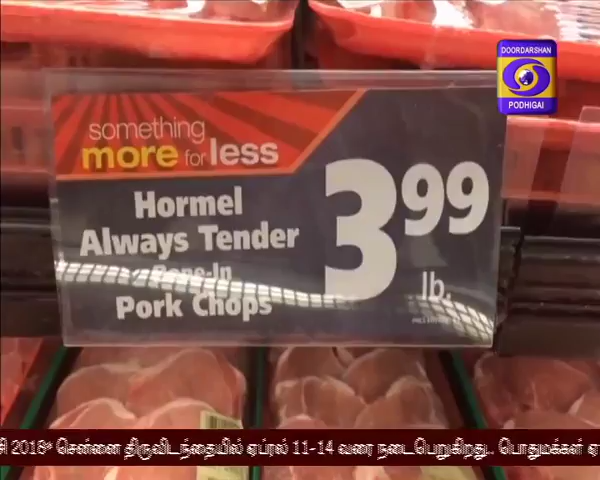 DOORDARSHAN
PODHIGAI
something
more for less
Hormel
Always Tender
Bone-In
Pork Chops
3.99
lb.
சி 2018* சென்னை திருவிடந்தையில் ஏப்ரல் 11-14 வரை நடைபெறுகிறது.. பொதுமக்கள் ஏ